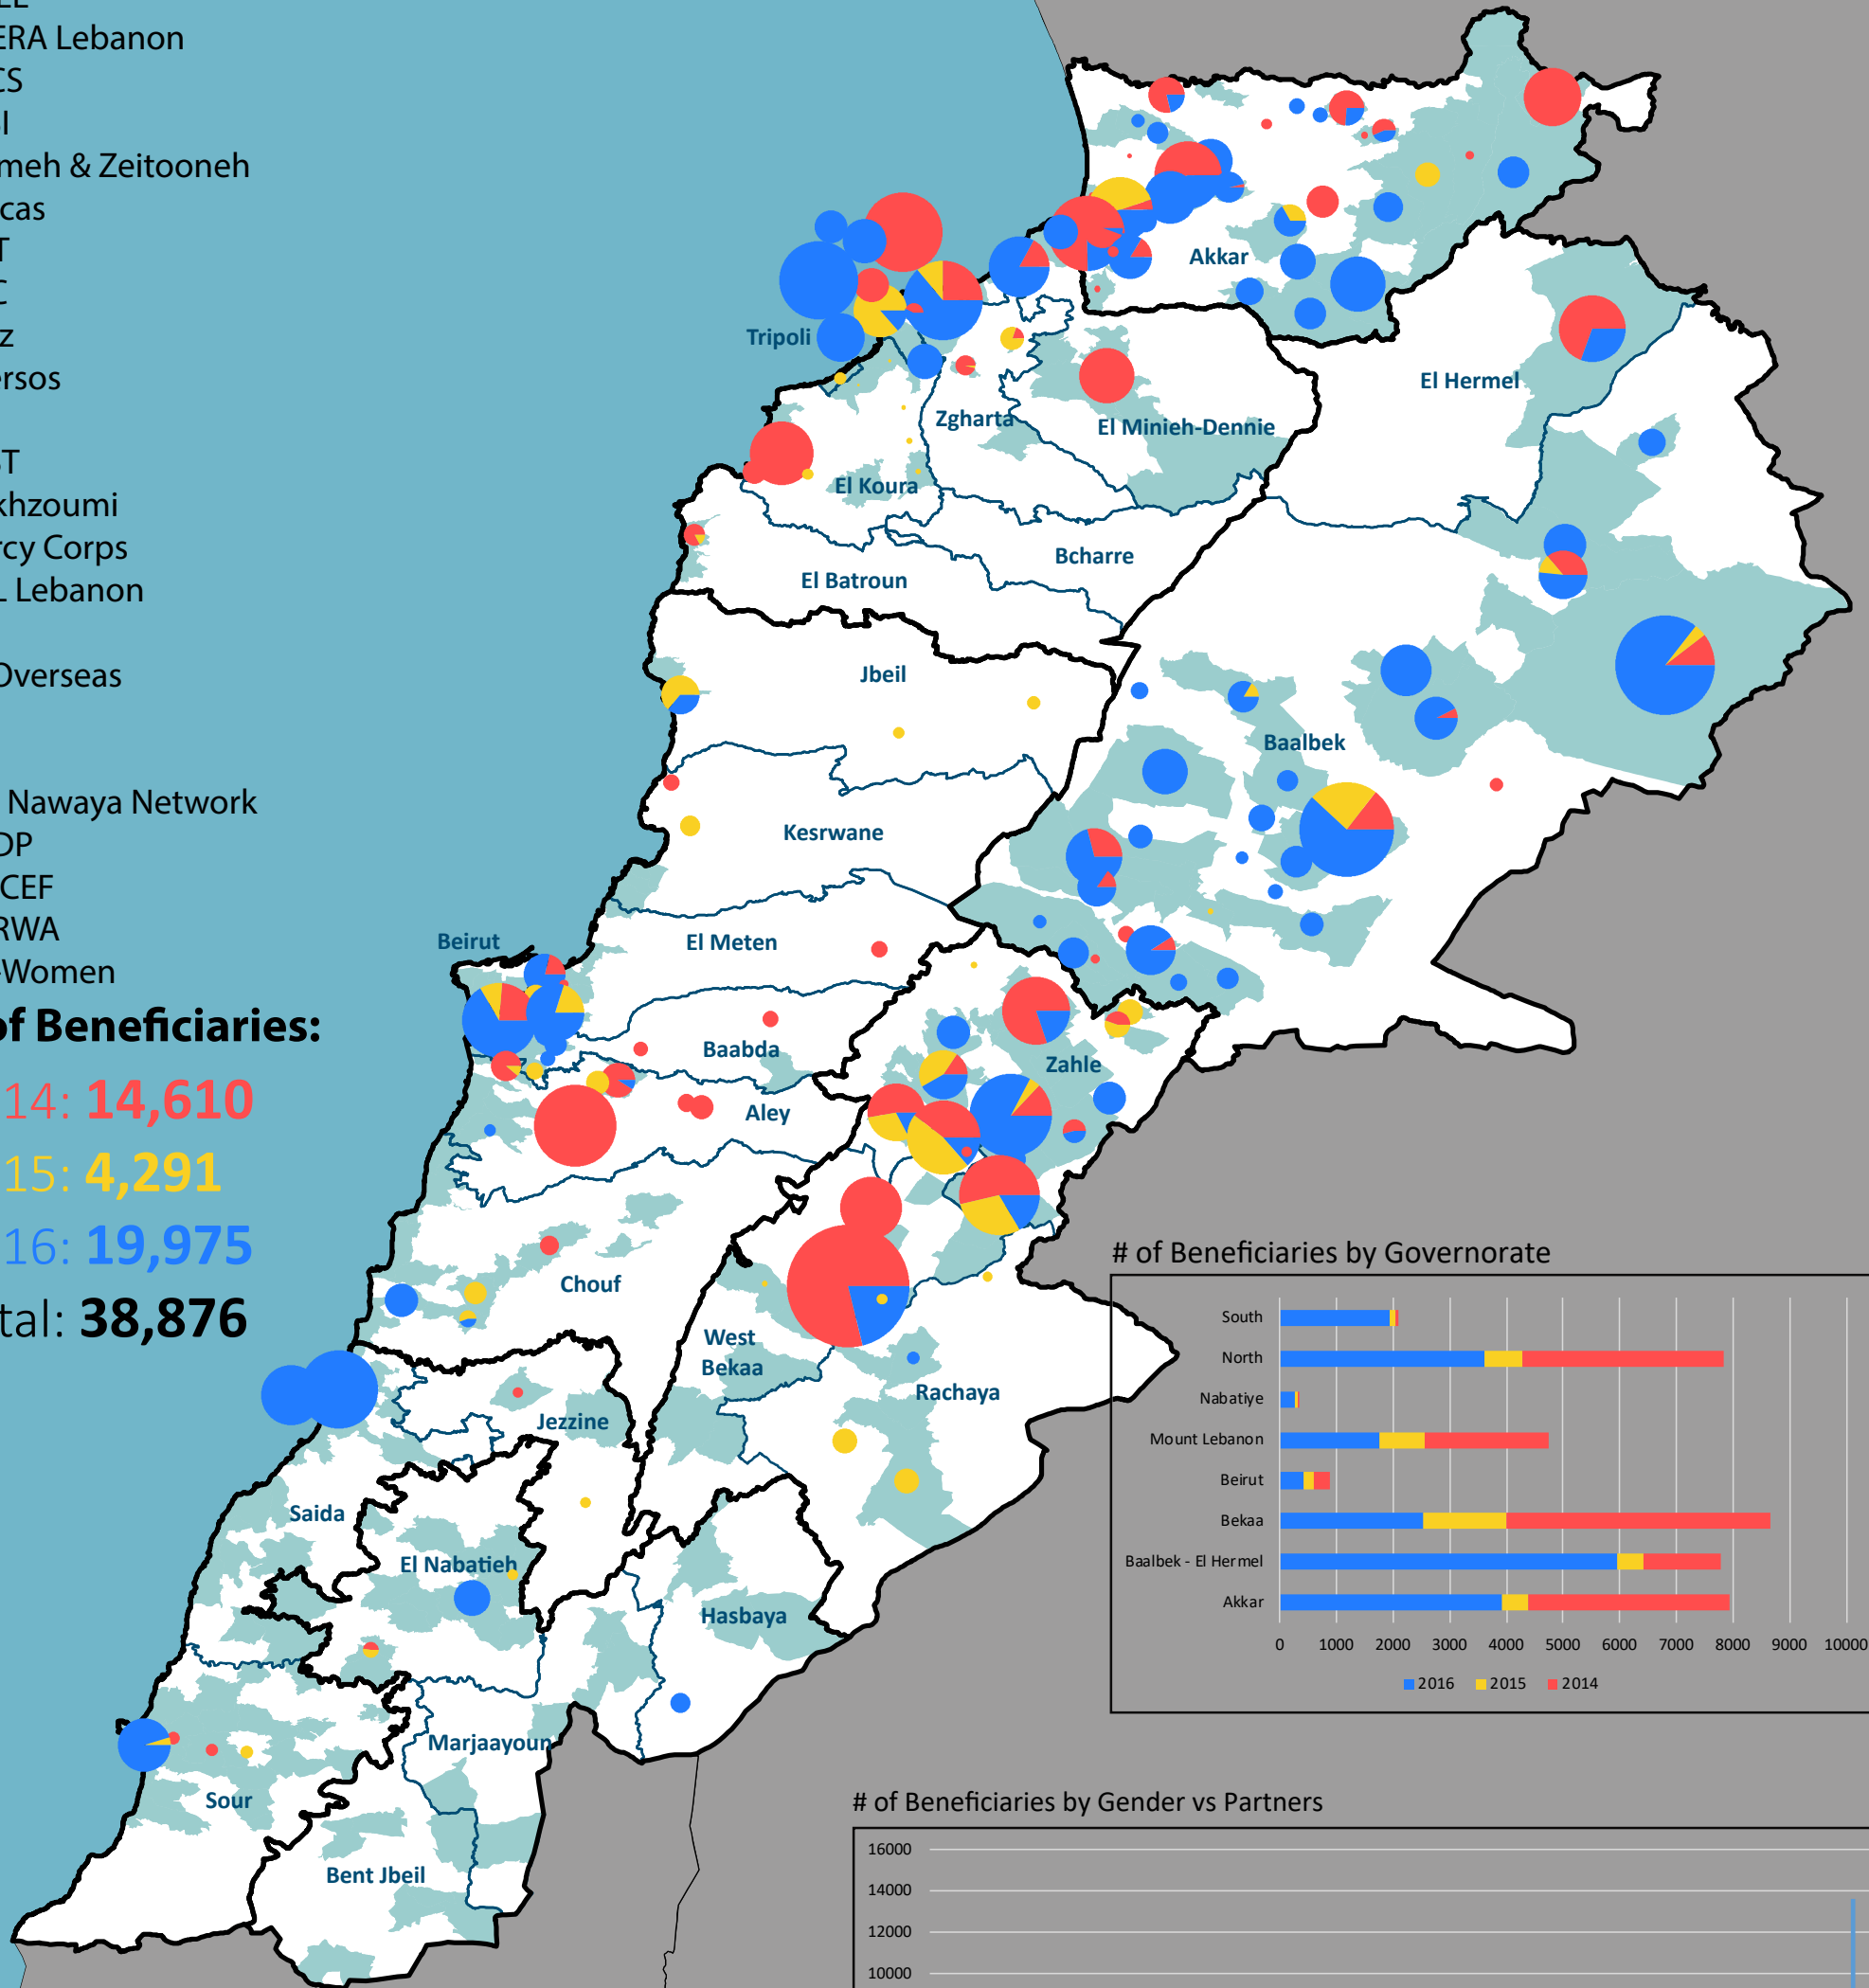 ERA Lebanon
CS
meh & Zeitooneh
cas
T
C
z
ersos
ST
khzoumi
rcy Corps
L Lebanon
Overseas
Nawaya Network
DP
CEF
RWA
-Women
of Beneficiaries:
14: 14,610
15: 4,291
16: 19,975
tal: 38,876
Akkar
Tripoli
El Hermel
Zgharta
El Minieh-Dennie
El Koura
Bcharre
El Batroun
Jbeil
Baalbek
Kesrwane
Beirut
El Meten
Baabda
Zahle
Aley
Chouf
West
Bekaa
Rachaya
Jezzine
Saida
El Nabatieh
Hasbaya
Marjaayoun
Sour
Bent Jbeil
# of Beneficiaries by Governorate
South
North
Nabatiye
Mount Lebanon
Beirut
Bekaa
Baalbek - El Hermel
Akkar
0 1000 2000 3000 4000 5000 6000 7000 8000 9000 10000
2016 2015 2014
# of Beneficiaries by Gender vs Partners
16000
14000
12000
10000